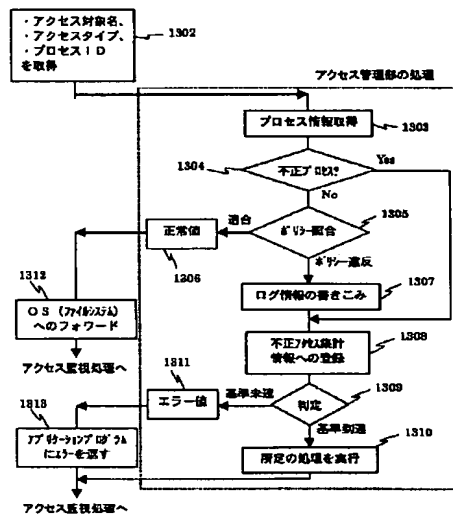 ・アクセス対象名、
・アクセスタイプ、
・プロセスID
を取得
1302
アクセス管理部の処理
プロセス情報取得
1303
1304
不正プロセス?
Yes
No
1305
ポリシー配合
適合
正常値
1306
ポリシー違反
1307
ログ情報の書きこみ
1312
OS(ファイルシステム)
へのフォワード
アクセス監視処理へ
1308
不正アクセス集計
情報への登録
1311
エラー値
基準未達
判定
1309
基準到達
1310
所定の処理を実行
1313
アプリケーションプログラム
にエラーを返す
アクセス監視処理へ